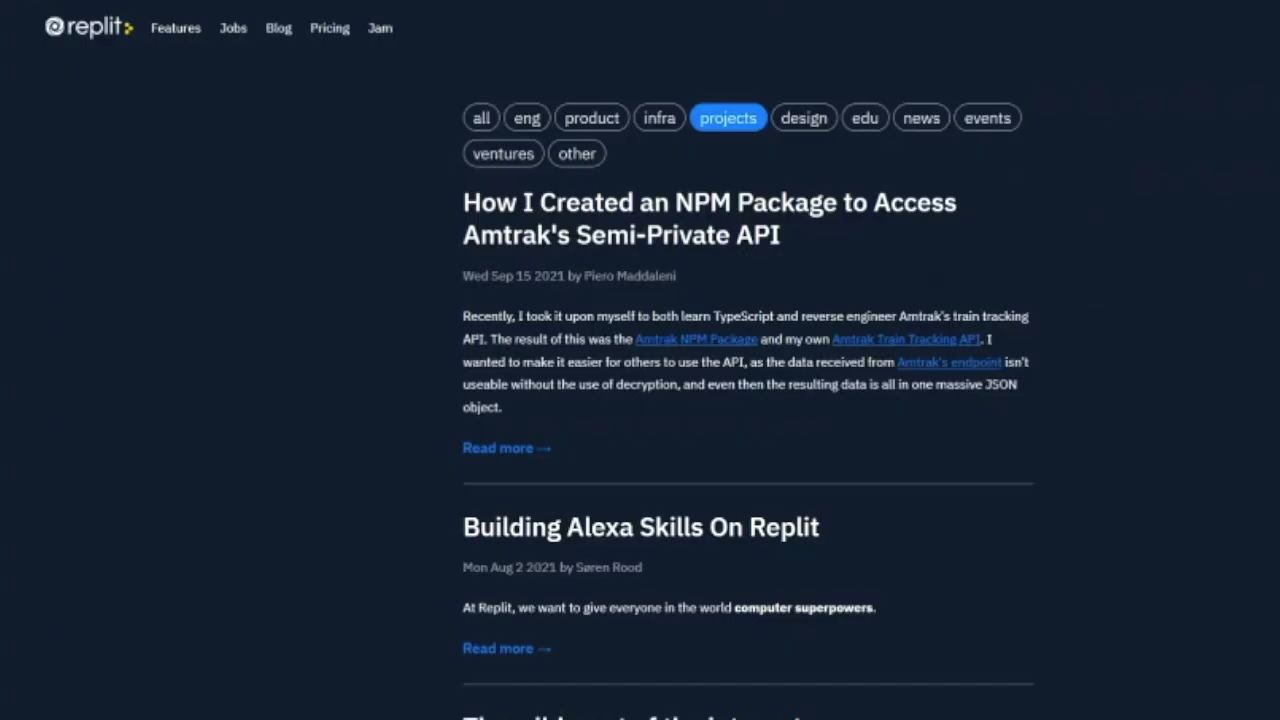 replit Features Jobs Blog Pricing Jam
all eng product infra projects design edu news events
ventures other
How I Created an NPM Package to Access
Amtrak's Semi-Private API
Wed Sep 15 2021 by Piero Maddaleni
Recently, I took it upon myself to both learn TypeScript and reverse engineer Amtrak's train tracking
API. The result of this was the Amtrak NPM Package and my own Amtrak Train Tracking API. I
wanted to make it easier for others to use the API, as the data received from Amtrak's endpoint isn't
useable without the use of decryption, and even then the resulting data is all in one massive JSON
object.
Read more →
Building Alexa Skills On Replit
Mon Aug 2 2021 by Søren Rood
At Replit, we want to give everyone in the world computer superpowers.
Read more →